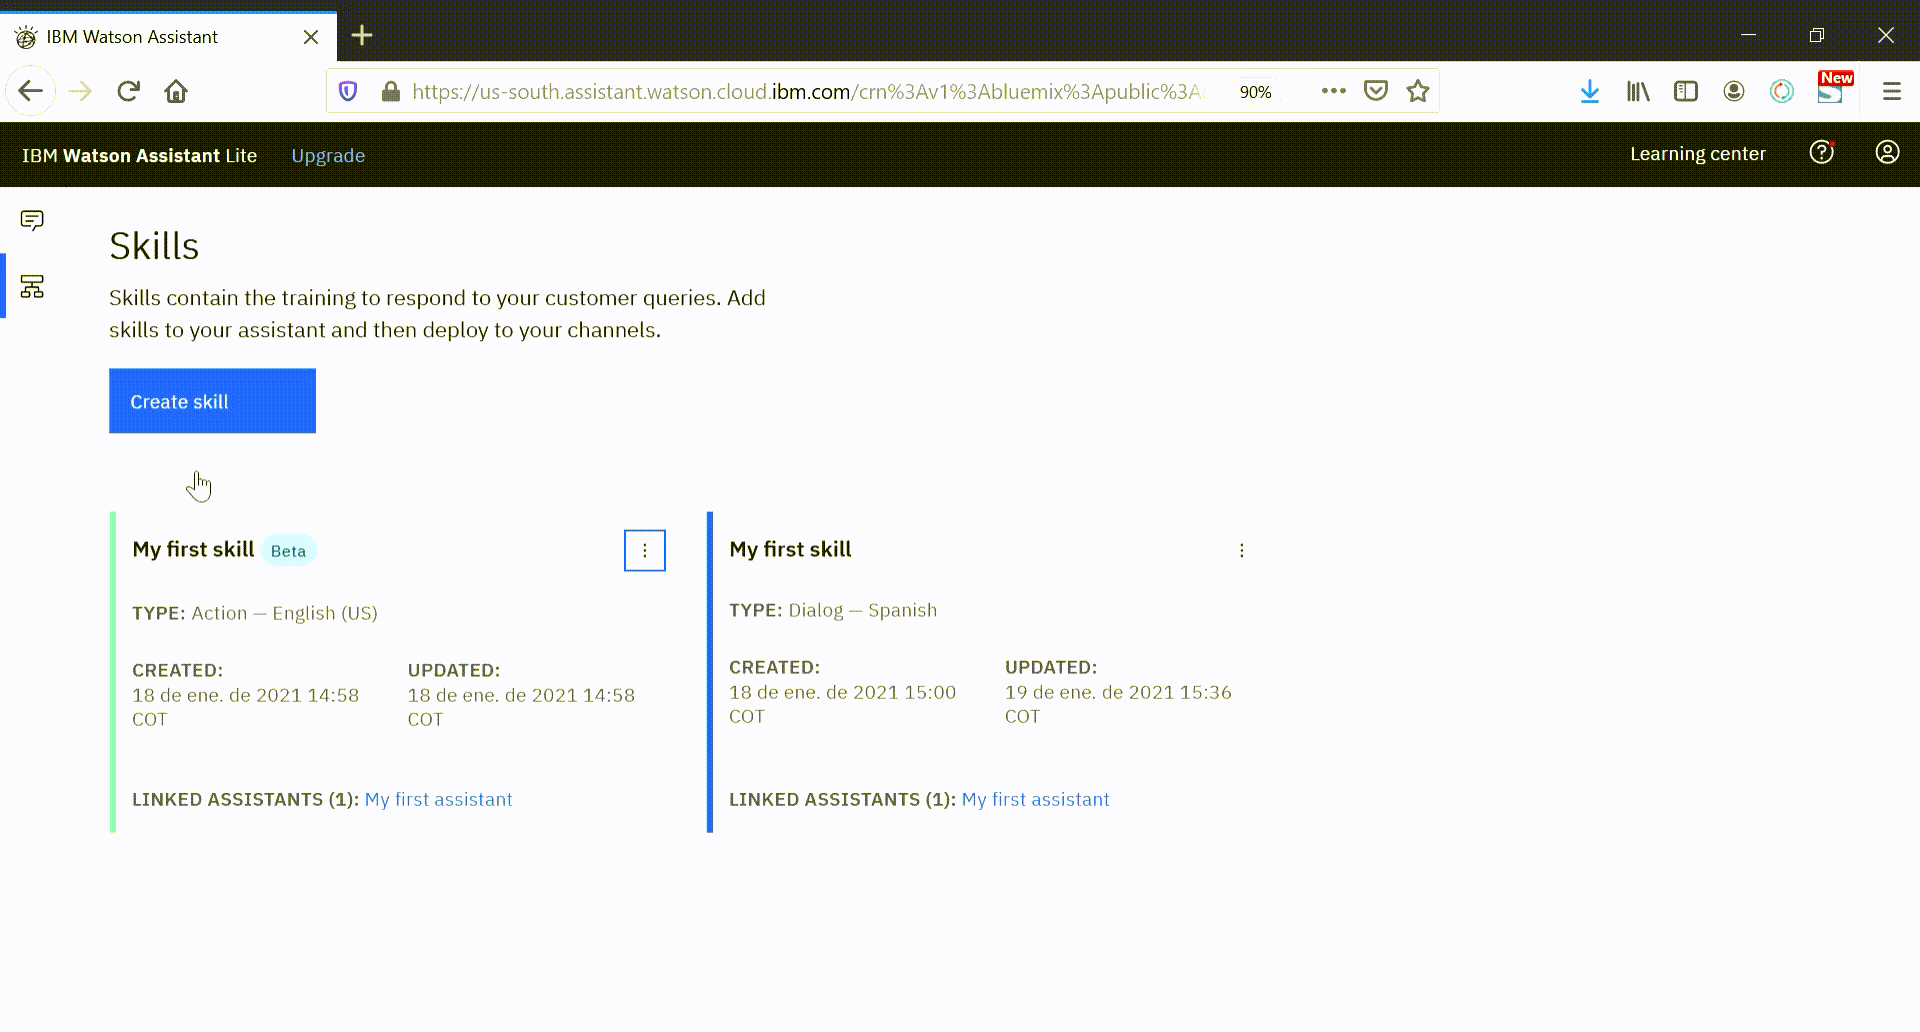 IBM Watson Assistant
New
https://us-south.assistant.watson.cloud.ibm.com/crn%3Av1%3Abluemix%3Apublic%3A
90%
IBM Watson Assistant Lite
Upgrade
Learning center
Skills
Skills contain the training to respond to your customer queries. Add
skills to your assistant and then deploy to your channels.
Create skill
My first skill
Beta
TYPE: Action — English (US)
CREATED:
18 de ene. de 2021 14:58
COT
UPDATED:
18 de ene. de 2021 14:58
COT
LINKED ASSISTANTS (1): My first assistant
My first skill
TYPE: Dialog — Spanish
CREATED:
18 de ene. de 2021 15:00
COT
UPDATED:
19 de ene. de 2021 15:36
COT
LINKED ASSISTANTS (1): My first assistant